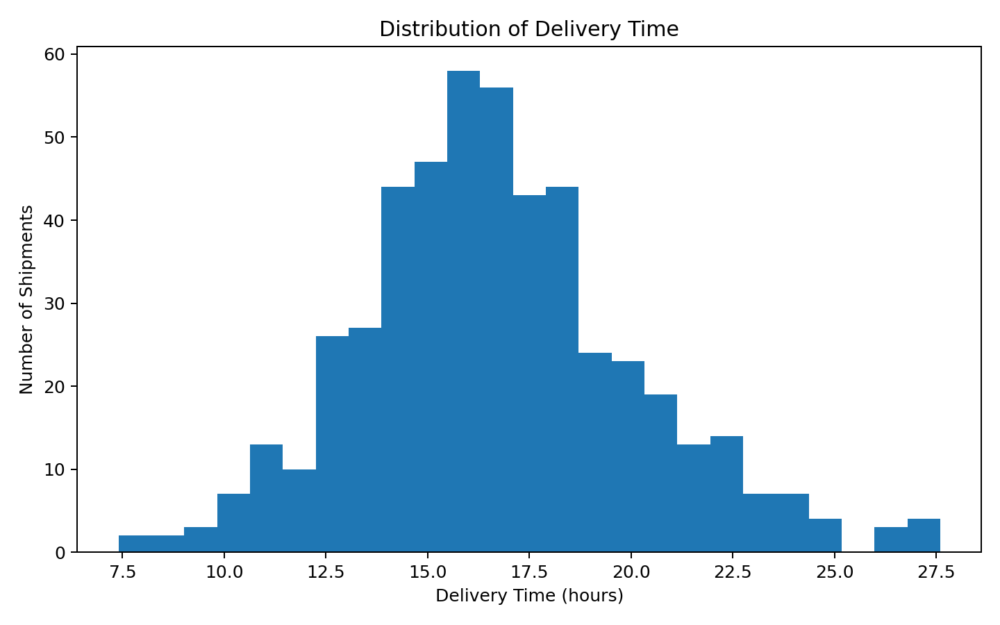 Distribution of Delivery Time
60
50
40
30
20
10
0
Number of Shipments
7.5 10.0 12.5 15.0 17.5 20.0 22.5 25.0 27.5
Delivery Time (hours)